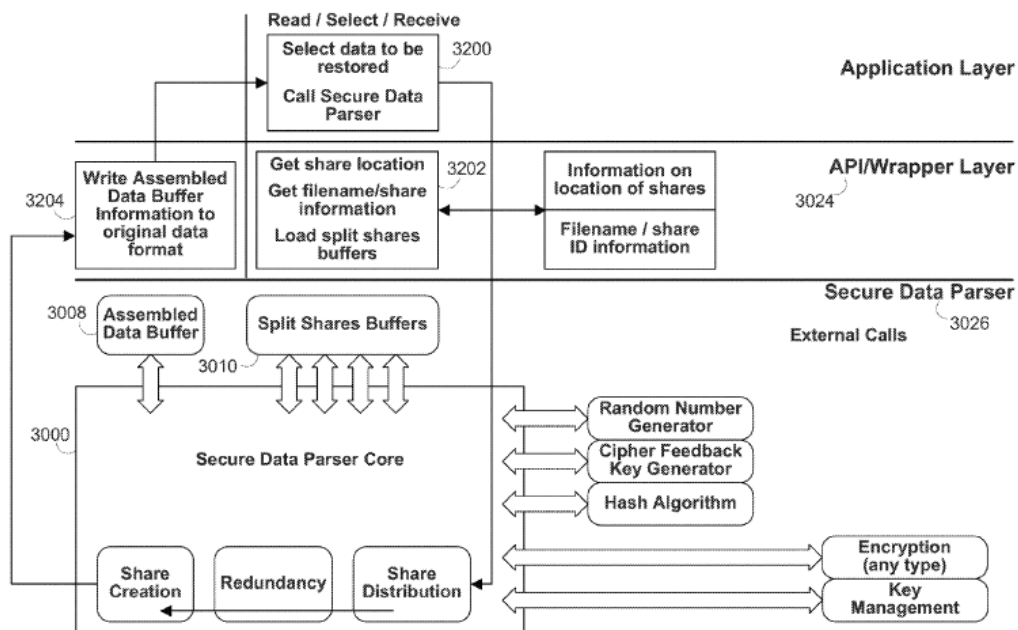 Read / Select / Receive
Select data to be
restored
Call Secure Data
Parser
3200
Application Layer
Write Assembled
Data Buffer
Information to
original data
format
3204
Get share location
Get filename/share
information
Load split shares
buffers
3202
Information on
location of shares
Filename / share
ID information
API/Wrapper Layer
3024
Secure Data Parser
3026
External Calls
3008
Assembled
Data Buffer
Split Shares Buffers
3010
3000
Secure Data Parser Core
Random Number
Generator
Cipher Feedback
Key Generator
Hash Algorithm
Encryption
(any type)
Key
Management
Share
Creation
Redundancy
Share
Distribution